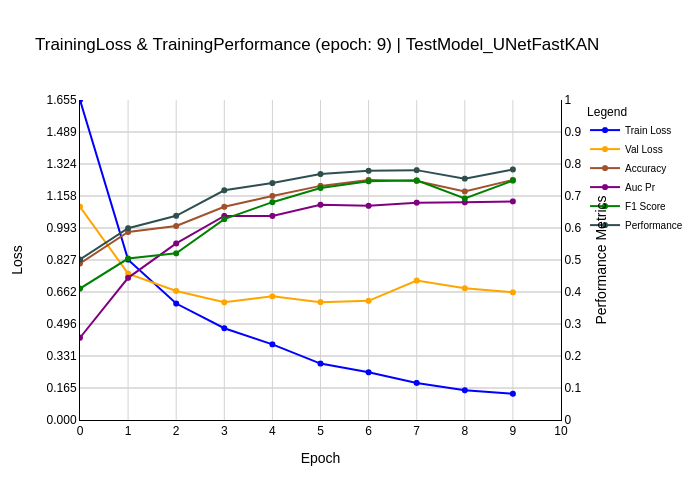 TrainingLoss & TrainingPerformance (epoch: 9) | TestModel_UNetFastKAN
1.655
1.489
1.324
1.158
0.993
0.827
0.662
0.496
0.331
0.165
0.000
Loss
0 1 2 3 4 5 6 7 8 9 10
Epoch
1
0.9
0.8
0.7
0.6
0.5
0.4
0.3
0.2
0.1
0
Performance Metrics
Legend
Train Loss
Val Loss
Accuracy
Auc Pr
F1 Score
Performance